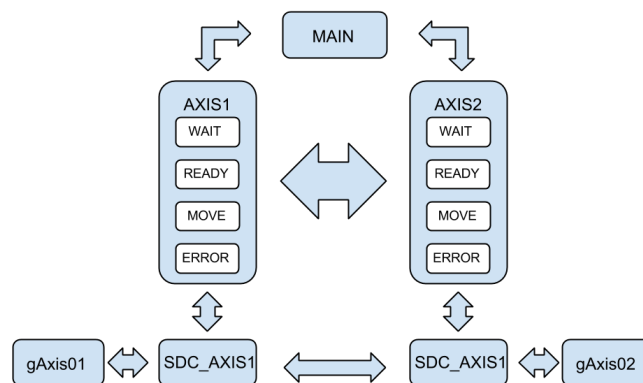 MAIN
AXIS1
WAIT
READY
MOVE
ERROR
AXIS2
WAIT
READY
MOVE
ERROR
gAxis01
SDC_AXIS1
SDC_AXIS1
gAxis02